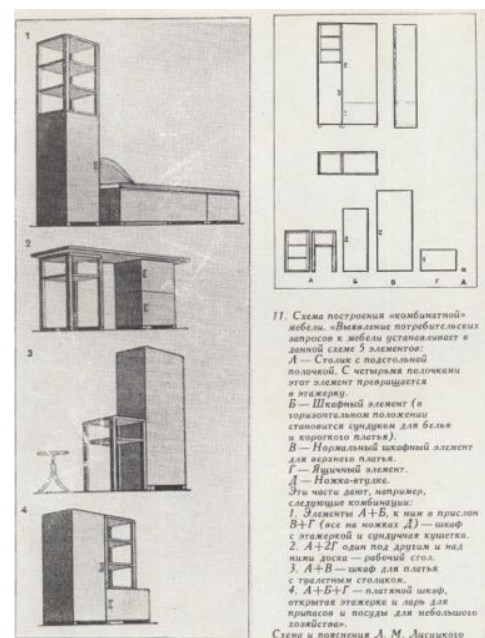 1
2
3
4
А
Б
Г
Д
11. Схема построения «комбинатной»
мебели. «Выявление потребительских
запросов к мебели устанавливает в
данной схеме 5 элементов:
А — Столик с подстольной
полочкой. С четырьмя полочками
этот элемент превращается
в этажерку.
Б — Шкафный элемент (в
горизонтальном положении
становится сундуком для белья
и короткого платья).
В — Нормальный шкафный элемент
для верхнего платья.
Г — Ящичный элемент.
Д — Ножка-втулка.
Эти части дают, например,
следующие комбинации:
1. Элементы А+Б, к ним в прислон
В+Г (все на ножках Д) — шкаф
с этажеркой и сундучная кушетка.
2. А+2Г один под другим и над
ними доска — рабочий стол.
3. А+В — шкаф для платья
с туалетным столиком.
4. А+Б+Г — платяной шкаф,
открытая этажерка и ларь для
припасов и посуды для небольшого
хозяйства».
Схема и пояснения Л. М. Лисицкого